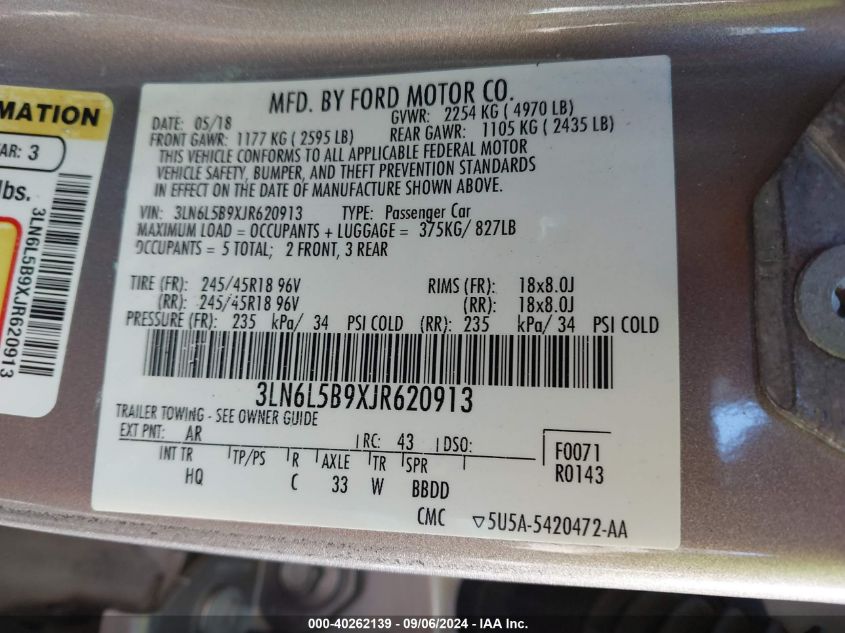 MFD. BY FORD MOTOR CO.
DATE: 05/18 GVWR: 2254 KG ( 4970 LB)
FRONT GAWR: 1177 KG ( 2595 LB) REAR GAWR: 1105 KG ( 2435 LB)
THIS VEHICLE CONFORMS TO ALL APPLICABLE FEDERAL MOTOR
VEHICLE SAFETY, BUMPER, AND THEFT PREVENTION STANDARDS
IN EFFECT ON THE DATE OF MANUFACTURE SHOWN ABOVE.
VIN: 3LN6L5B9XJR620913 TYPE: Passenger Car
MAXIMUM LOAD = OCCUPANTS + LUGGAGE = 375KG/ 827LB
OCCUPANTS = 5 TOTAL; 2 FRONT, 3 REAR
TIRE (FR): 245/45R18 96V RIMS (FR): 18x8.0J
(RR): 245/45R18 96V (RR): 18x8.0J
PRESSURE (FR): 235 kPa/ 34 PSI COLD (RR): 235 kPa/ 34 PSI COLD
3LN6L5B9XJR620913
TRAILER TOWING - SEE OWNER GUIDE
EXT PNT: AR RC: 43 DSO: F0071
INT TR TP/PS R AXLE TR SPR R0143
HQ C 33 W BBDD
CMC ▽5U5A-5420472-AA
MATION
AR: 3
lbs.
3LN6L5B9XJR620913
000-40262139 - 09/06/2024 - IAA Inc.